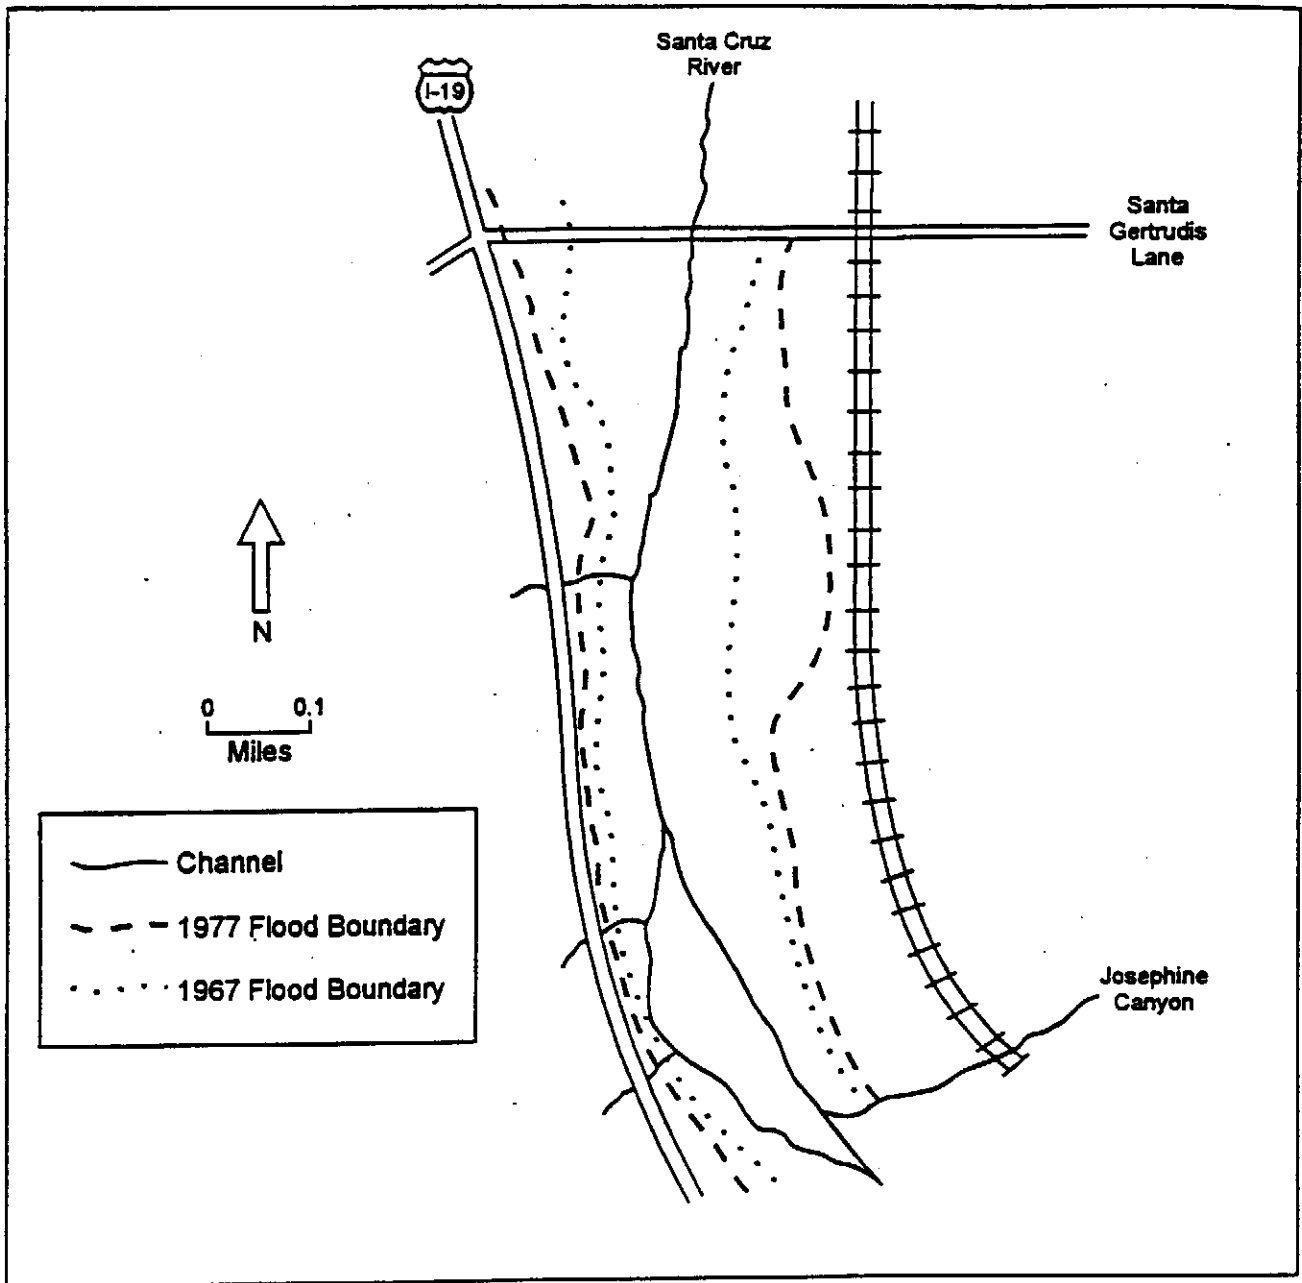 Santa Cruz
River
I-19
Santa
Gertrudis
Lane
N
0 0.1
Miles
Channel
1977 Flood Boundary
1967 Flood Boundary
Josephine
Canyon